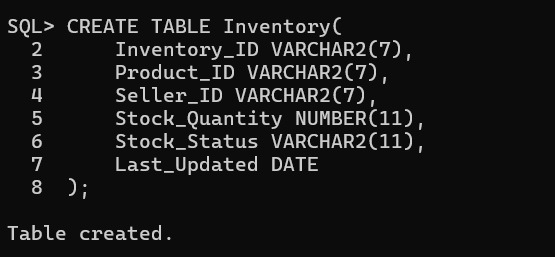 SQL> CREATE TABLE Inventory(
  2      Inventory_ID VARCHAR2(7),
  3      Product_ID VARCHAR2(7),
  4      Seller_ID VARCHAR2(7),
  5      Stock_Quantity NUMBER(11),
  6      Stock_Status VARCHAR2(11),
  7      Last_Updated DATE
  8  );
Table created.